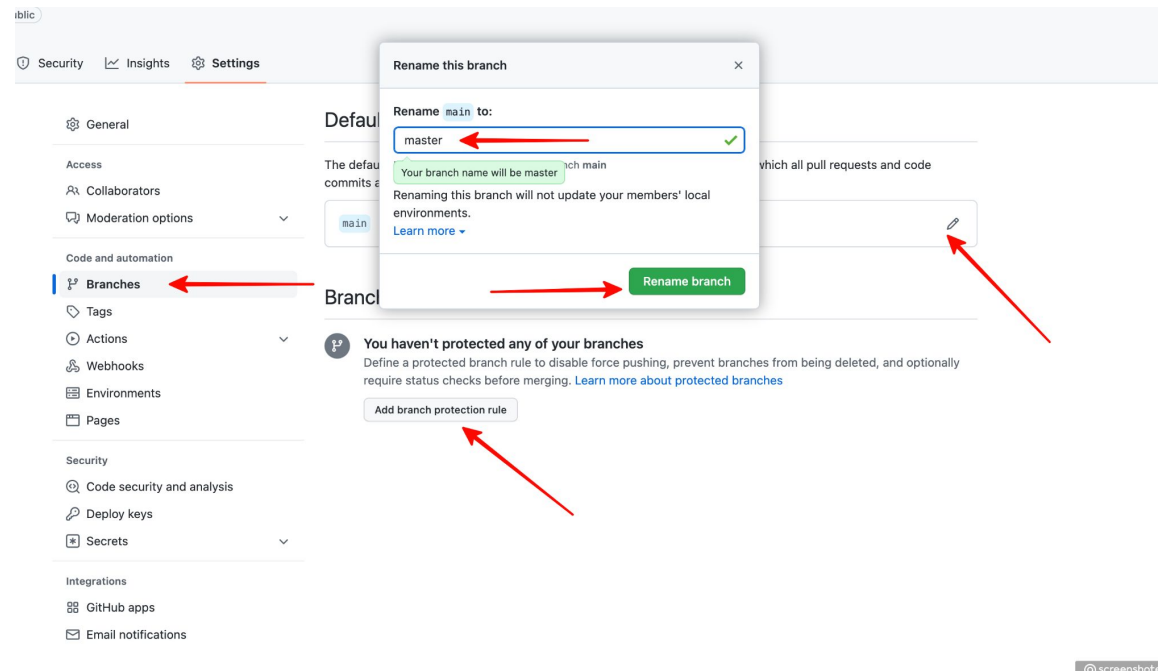 ublic
Security
Insights
Settings
General
Access
Collaborators
Moderation options
Code and automation
Branches
Tags
Actions
Webhooks
Environments
Pages
Security
Code security and analysis
Deploy keys
Secrets
Integrations
GitHub apps
Email notifications
Defaul
The defau
which all pull requests and code
commits a
main
Rename this branch
Rename main to:
master
nch main
Your branch name will be master
Renaming this branch will not update your members' local
environments.
Learn more
Rename branch
Branc
You haven't protected any of your branches
Define a protected branch rule to disable force pushing, prevent branches from being deleted, and optionally
require status checks before merging. Learn more about protected branches
Add branch protection rule
screenshot